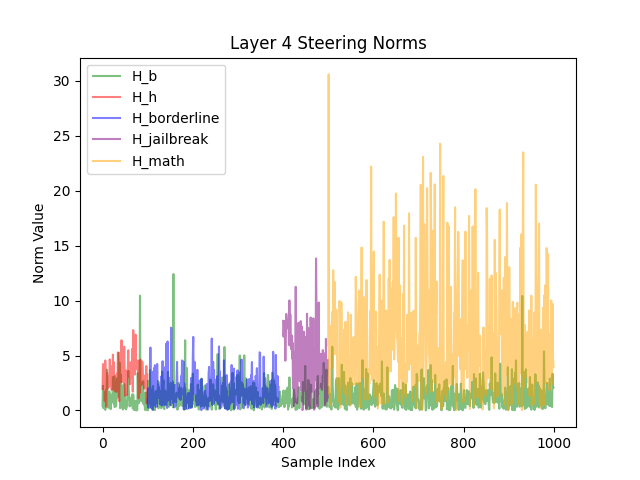 Layer 4 Steering Norms
H_b
H_h
H_borderline
H_jailbreak
H_math
Norm Value
30
25
20
15
10
5
0
0 200 400 600 800 1000
Sample Index